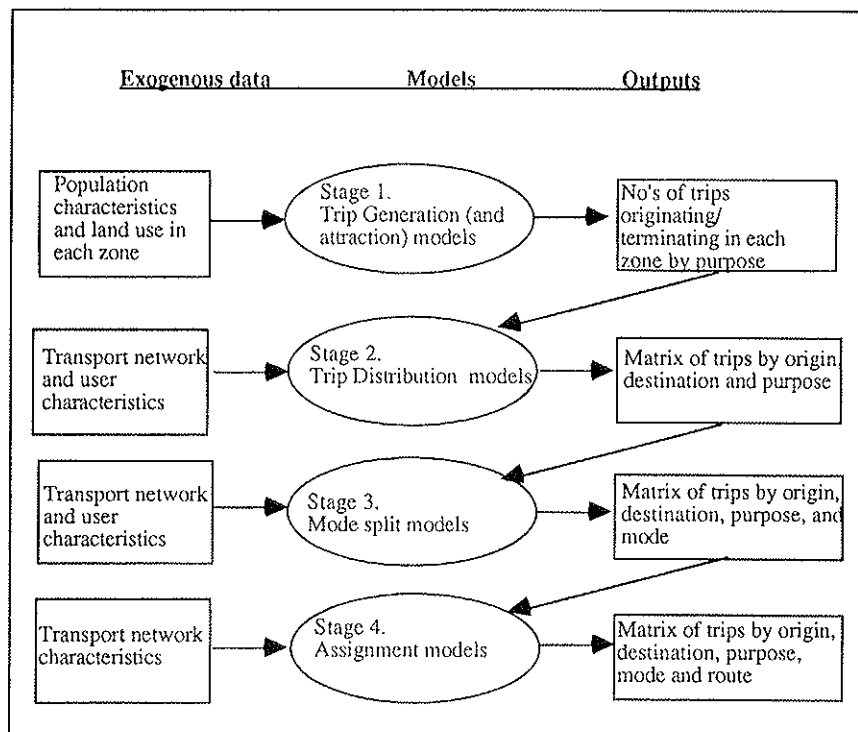 Exogenous data Models Outputs
Population
characteristics
and land use in
each zone
Stage 1.
Trip Generation (and
attraction) models
No's of trips
originating/
terminating in each
zone by purpose
Transport network
and user
characteristics
Stage 2.
Trip Distribution models
Matrix of trips by origin,
destination and purpose
Transport network
and user
characteristics
Stage 3.
Mode split models
Matrix of trips by origin,
destination, purpose, and
mode
Transport network
characteristics
Stage 4.
Assignment models
Matrix of trips by origin,
destination, purpose,
mode and route